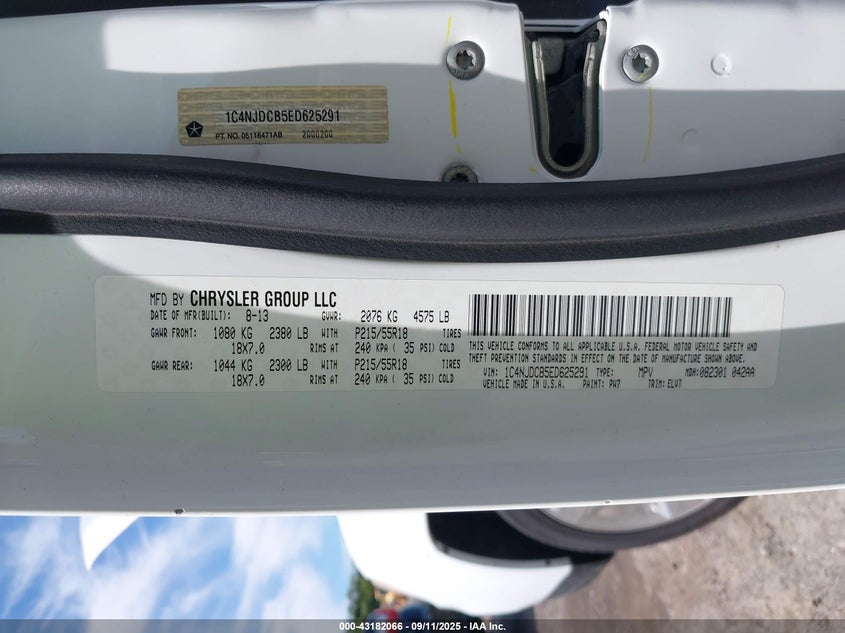 1C4NJDCB5ED625291
PT. NO. 05116471AB 2000200
MFD BY CHRYSLER GROUP LLC
DATE OF MFR(BUILT): 8-13 GVWR: 2076 KG 4575 LB
GAWR FRONT: 1080 KG 2380 LB WITH P215/55R18 TIRES
18X7.0 RIMS AT 240 KPA ( 35 PSI) COLD
GAWR REAR: 1044 KG 2300 LB WITH P215/55R18 TIRES
18X7.0 RIMS AT 240 KPA ( 35 PSI) COLD
THIS VEHICLE CONFORMS TO ALL APPLICABLE U.S.A. FEDERAL MOTOR VEHICLE SAFETY AND
THEFT PREVENTION STANDARDS IN EFFECT ON THE DATE OF MANUFACTURE SHOWN ABOVE.
VIN: 1C4NJDCB5ED625291 TYPE: MPV MDH: 082301 042AA
VEHICLE MADE IN U.S.A. PAINT: PW7 TRIM: ELVT
000-43182066 - 09/11/2025 - IAAI - Copart, Inc.